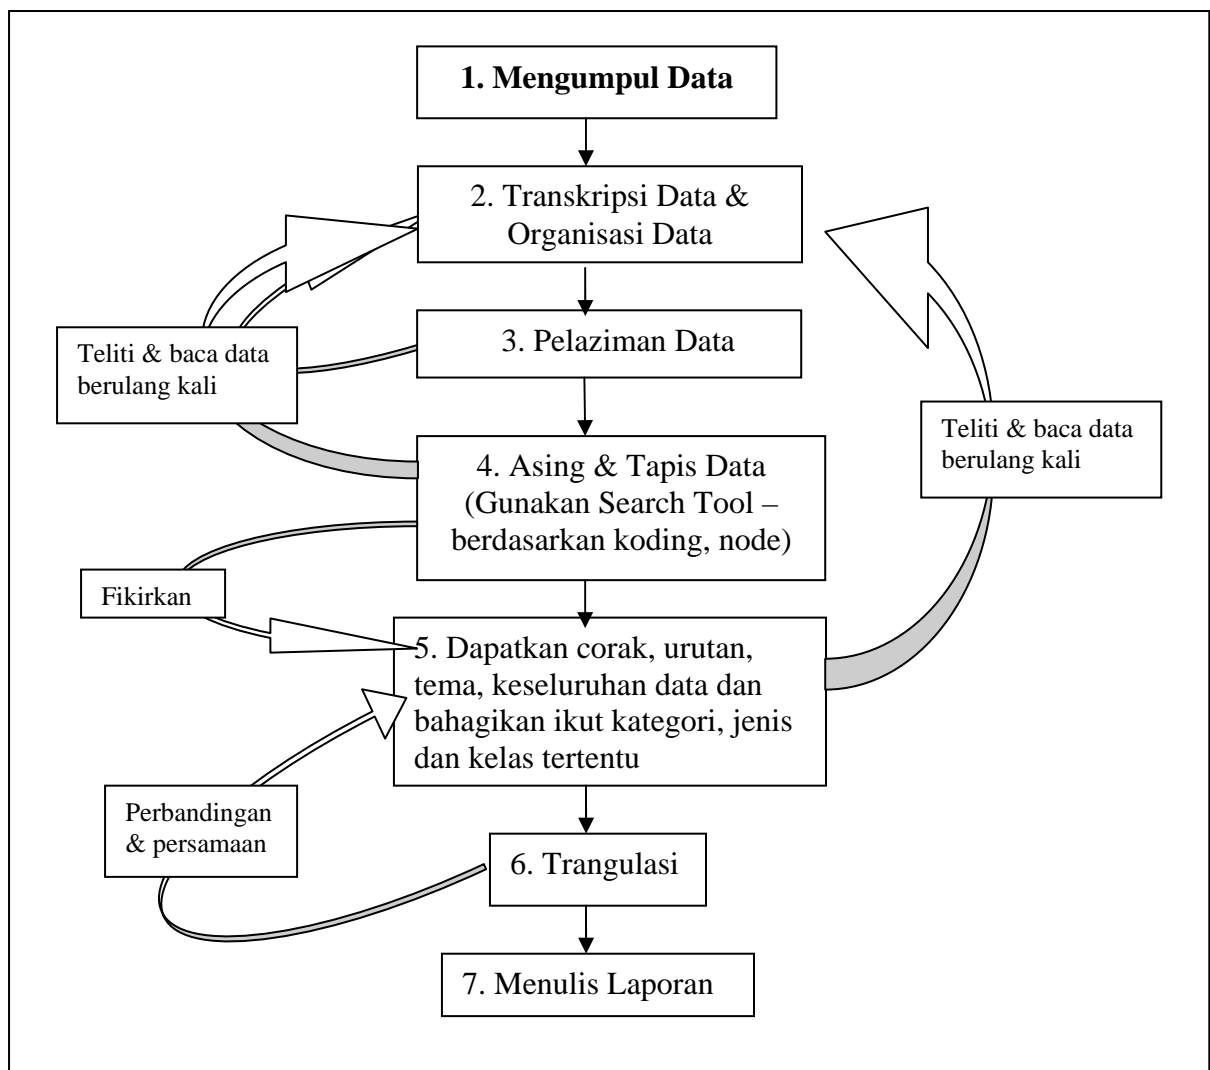 1. Mengumpul Data
2. Transkripsi Data &
Organisasi Data
Teliti & baca data
berulang kali
3. Pelaziman Data
Teliti & baca data
berulang kali
4. Asing & Tapis Data
(Gunakan Search Tool –
berdasarkan koding, node)
Fikirkan
5. Dapatkan corak, urutan,
tema, keseluruhan data dan
bahagikan ikut kategori, jenis
dan kelas tertentu
Perbandingan
& persamaan
6. Trangulasi
7. Menulis Laporan